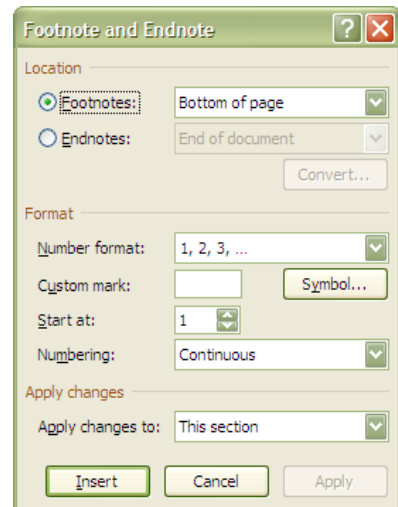 Footnote and Endnote
Location
Footnotes: Bottom of page
Endnotes: End of document
Convert...
Format
Number format: 1, 2, 3, ...
Custom mark: Symbol...
Start at: 1
Numbering: Continuous
Apply changes
Apply changes to: This section
Insert Cancel Apply